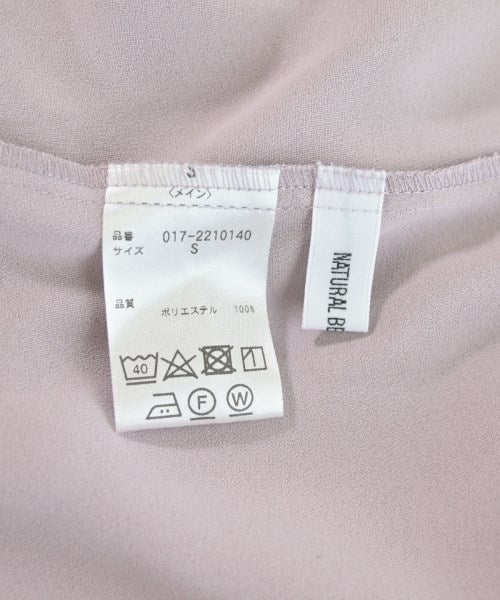 S
〈メイン〉
品番 017-2210140
サイズ S
品質 ポリエステル 100%
40
F W
NATURAL BE